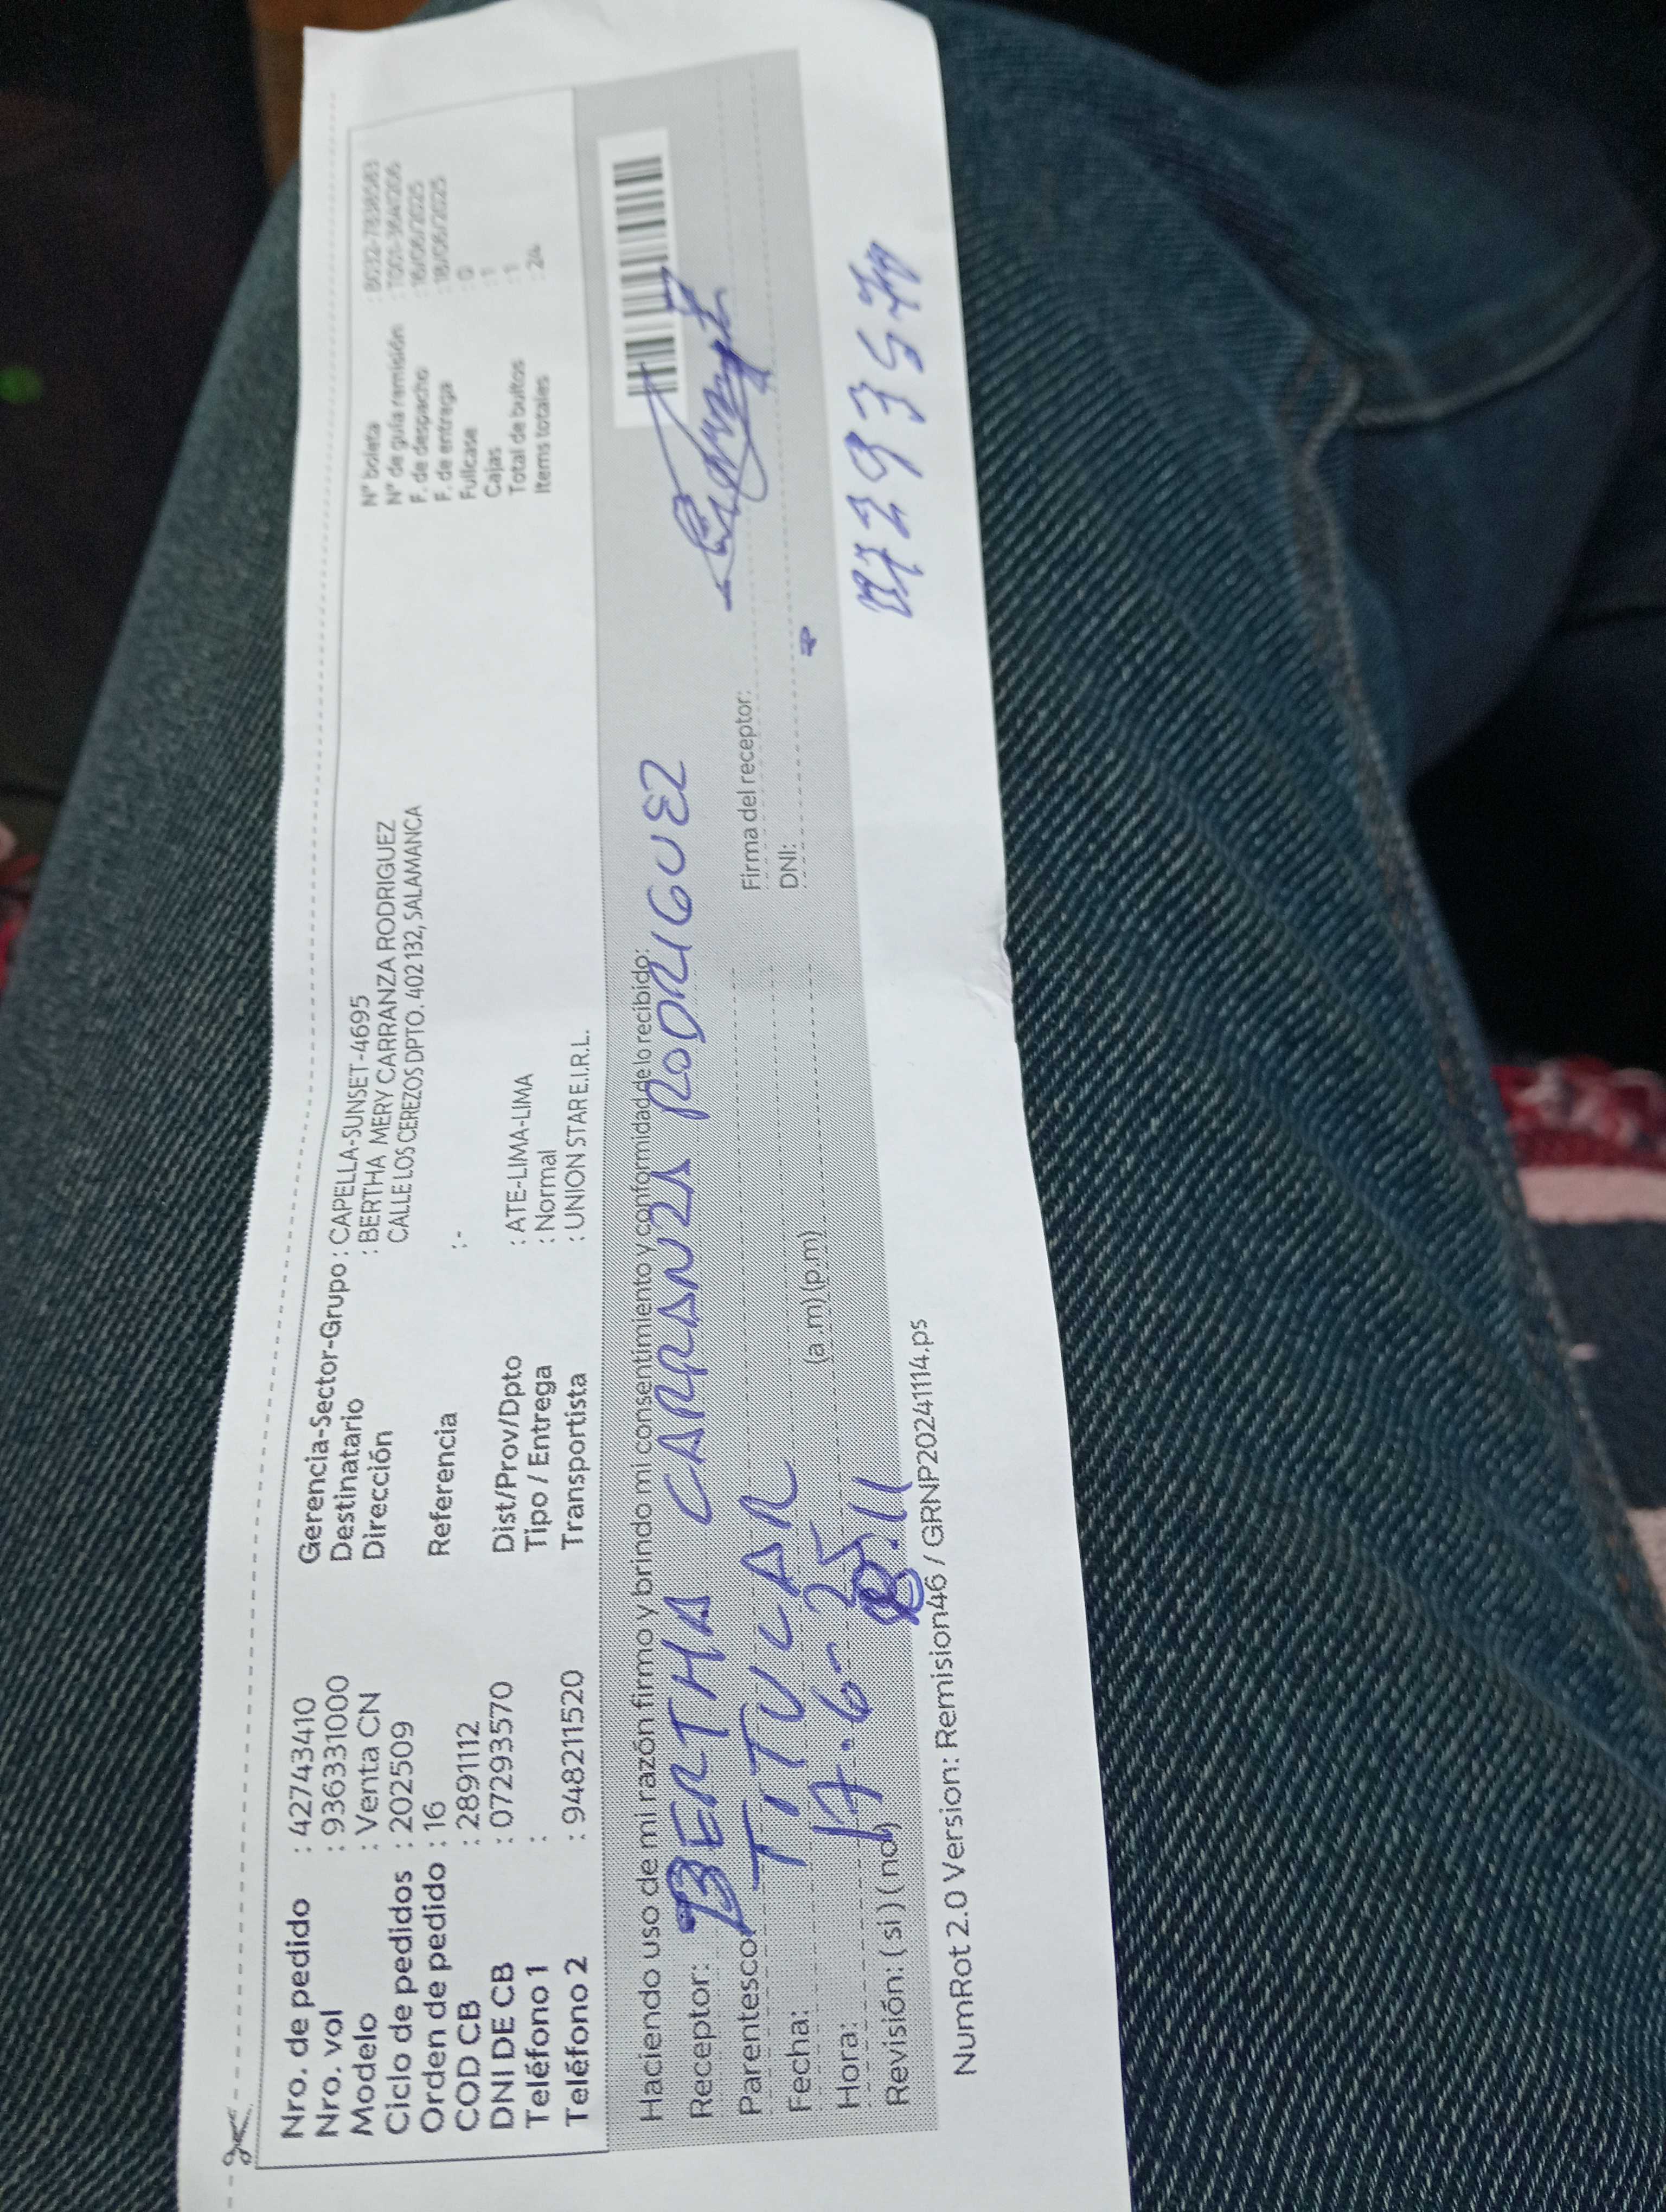 Nro. de pedido : 42743410
Nro. vol : 936331000
Modelo : Venta CN
Ciclo de pedidos : 202509
Orden de pedido : 16
COD CB : 2891112
DNI DE CB : 07293570
Teléfono 1 :
Teléfono 2 : 948211520
Gerencia-Sector-Grupo : CAPELLA-SUNSET-4695
Destinatario : BERTHA MERY CARRANZA RODRIGUEZ
Dirección CALLE LOS CEREZOS DPTO. 402 132, SALAMANCA
Referencia : -
Dist/Prov/Dpto : ATE-LIMA-LIMA
Tipo / Entrega : Normal
Transportista : UNION STAR E.I.R.L.
N° boleta
N° de guía remisión
F. de despacho : 16/06/2025
F. de entrega : 18/06/2025
Fullcase : 0
Cajas : 1
Total de bultos : 1
Items totales : 24
Haciendo uso de mi razón firmo y brindo mi consentimiento y conformidad de lo recibido:
Receptor: BERTHA CARRANZA RODRIGUEZ
Parentesco: TITULAR
Fecha: 17-6-25
Hora: (a.m) (p.m)
Revisión: ( si ) ( no )
Firma del receptor:
DNI:
NumRot 2.0 Version: Remision46 / GRNP20241114.ps